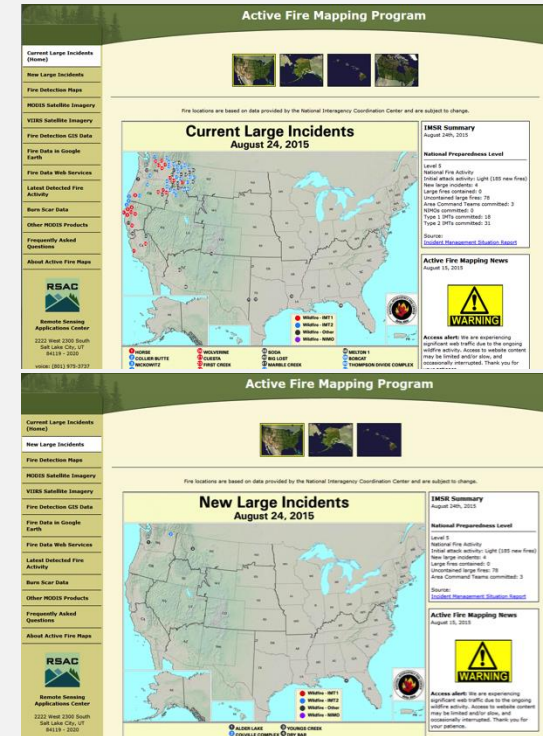 Active Fire Mapping Program
Current Large Incidents
(Home)
New Large Incidents
Fire Detection Maps
MODIS Satellite Imagery
VIIRS Satellite Imagery
Fire Detection GIS Data
Fire Data in Google
Earth
Fire Data Web Services
Latest Detected Fire
Activity
Burn Scar Data
Other MODIS Products
Frequently Asked
Questions
About Active Fire Maps
RSAC
Remote Sensing
Applications Center
2222 West 2300 South
Salt Lake City, UT
84119 - 2020
voice: (801) 975-3737
Fire locations are based on data provided by the National Interagency Coordination Center and are subject to change.
Current Large Incidents
August 24, 2015
Wildfire - IMT1
Wildfire - IMT2
Wildfire - Other
Wildfire - NIMO
HORSE
COLLIER BUTTE
NICKOWITZ
WOLVERINE
CUESTA
FIRST CREEK
BODA
BIG LOST
MARBLE CREEK
MELTON 1
BOBCAT
THOMPSON DIVIDE COMPLEX
IMSR Summary
August 24th, 2015
National Preparedness Level
Level 5
National Fire Activity
Initial attack activity: Light (185 new fires)
New large incidents: 4
Large fires contained: 0
Uncontained large fires: 78
Area Command Teams committed: 3
NIMOs committed: 0
Type 1 IMTs committed: 18
Type 2 IMTs committed: 31
Source:
Incident Management Situation Report
Active Fire Mapping News
August 15, 2015
WARNING
Access alert: We are experiencing
significant web traffic due to the ongoing
wildfire activity. Access to website content
may be limited and/or slow, and
occasionally interrupted. Thank you for
your patience.
Active Fire Mapping Program
Current Large Incidents
(Home)
New Large Incidents
Fire Detection Maps
MODIS Satellite Imagery
VIIRS Satellite Imagery
Fire Detection GIS Data
Fire Data in Google
Earth
Fire Data Web Services
Latest Detected Fire
Activity
Burn Scar Data
Other MODIS Products
Frequently Asked
Questions
About Active Fire Maps
RSAC
Remote Sensing
Applications Center
2222 West 2300 South
Salt Lake City, UT
84119 - 2020
Fire locations are based on data provided by the National Interagency Coordination Center and are subject to change.
New Large Incidents
August 24, 2015
Wildfire - IMT1
Wildfire - IMT2
Wildfire - Other
Wildfire - NIMO
ALDER LAKE
COVILLE COMPLEX
YOUNGS CREEK
DRY BAR
IMSR Summary
August 24th, 2015
National Preparedness Level
Level 5
National Fire Activity
Initial attack activity: Light (185 new fires)
New large incidents: 4
Large fires contained: 0
Uncontained large fires: 78
Area Command Teams committed: 3
Source:
Incident Management Situation Report
Active Fire Mapping News
August 15, 2015
WARNING
Access alert: We are experiencing
significant web traffic due to the ongoing
wildfire activity. Access to website content
may be limited and/or slow, and
occasionally interrupted. Thank you for
your patience.